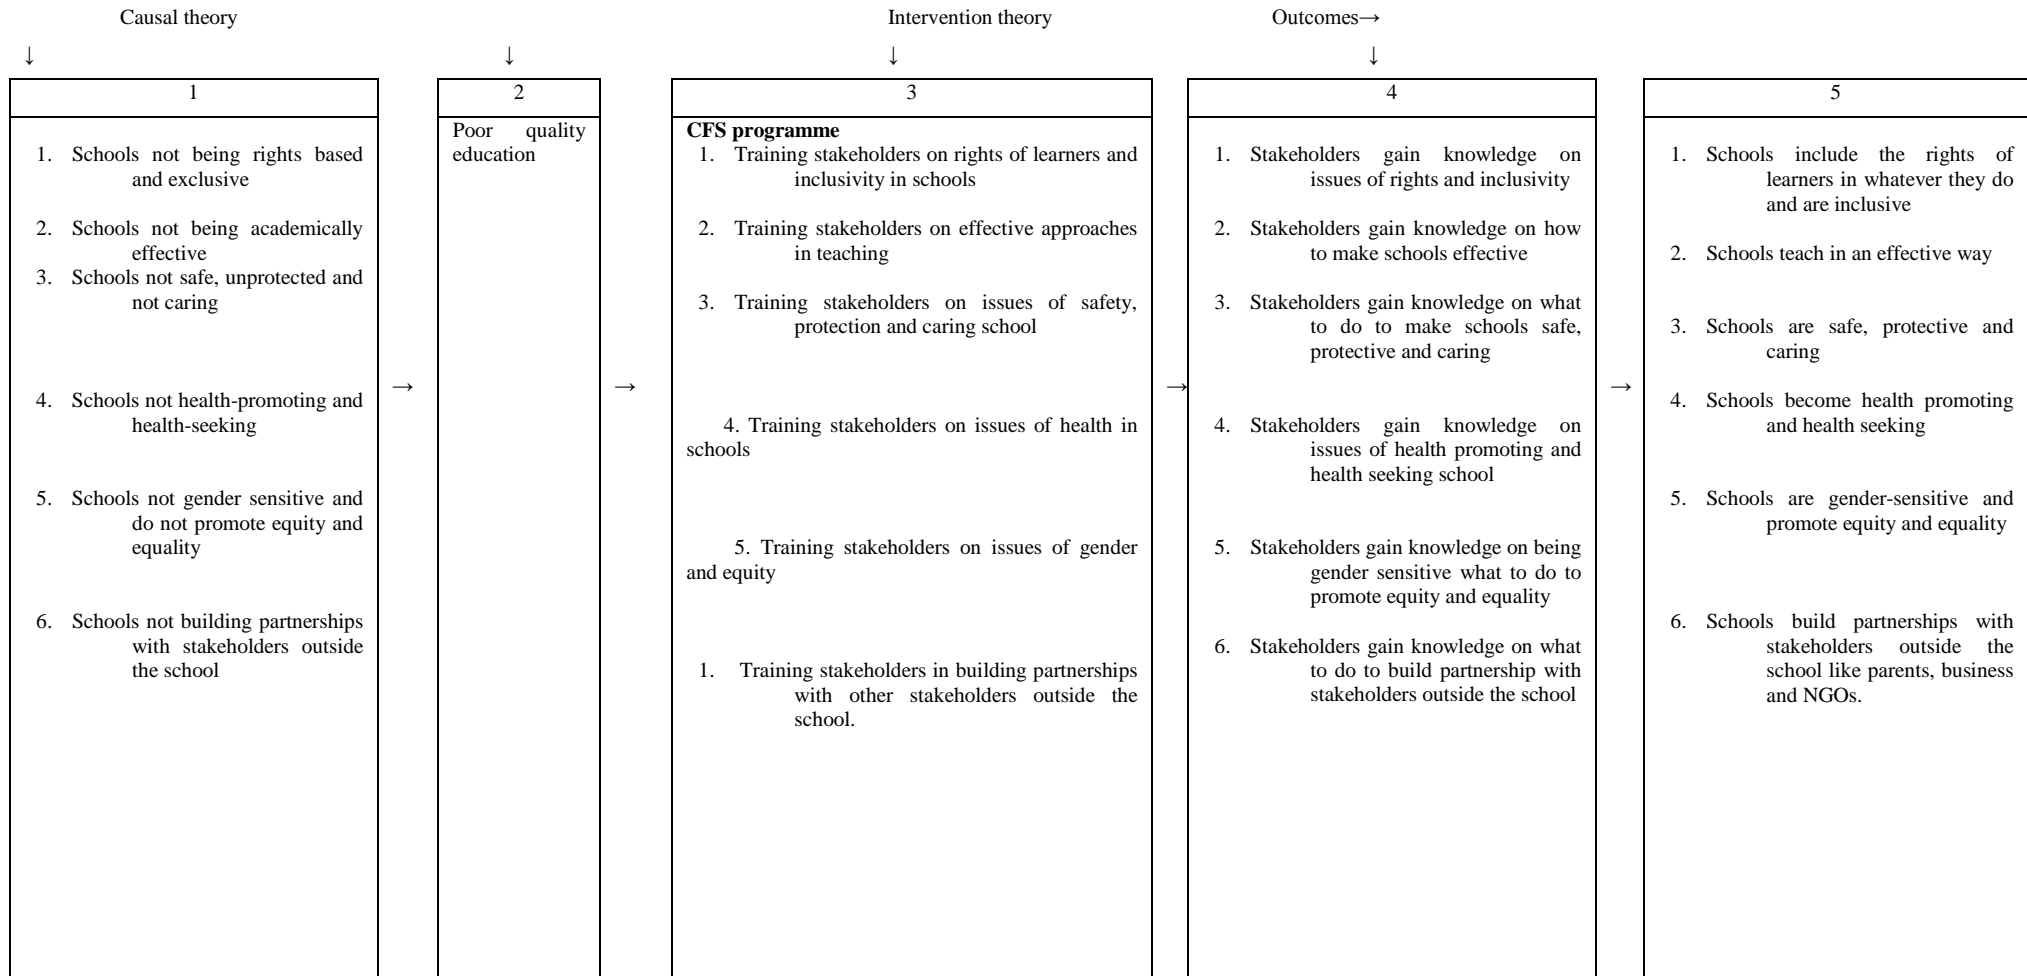 Causal theory
Intervention theory
Outcomes→
↓
↓
↓
↓
1
1. Schools not being rights based
and exclusive
2. Schools not being academically
effective
3. Schools not safe, unprotected and
not caring
4. Schools not health-promoting and
health-seeking
5. Schools not gender sensitive and
do not promote equity and
equality
6. Schools not building partnerships
with stakeholders outside
the school
→
2
Poor quality
education
→
3
CFS programme
1. Training stakeholders on rights of learners and
inclusivity in schools
2. Training stakeholders on effective approaches
in teaching
3. Training stakeholders on issues of safety,
protection and caring school
4. Training stakeholders on issues of health in
schools
5. Training stakeholders on issues of gender
and equity
1. Training stakeholders in building partnerships
with other stakeholders outside the
school.
→
4
1. Stakeholders gain knowledge on
issues of rights and inclusivity
2. Stakeholders gain knowledge on how
to make schools effective
3. Stakeholders gain knowledge on what
to do to make schools safe,
protective and caring
4. Stakeholders gain knowledge on
issues of health promoting and
health seeking school
5. Stakeholders gain knowledge on being
gender sensitive what to do to
promote equity and equality
6. Stakeholders gain knowledge on what
to do to build partnership with
stakeholders outside the school
→
5
1. Schools include the rights of
learners in whatever they do
and are inclusive
2. Schools teach in an effective way
3. Schools are safe, protective and
caring
4. Schools become health promoting
and health seeking
5. Schools are gender-sensitive and
promote equity and equality
6. Schools build partnerships with
stakeholders outside the
school like parents, business
and NGOs.